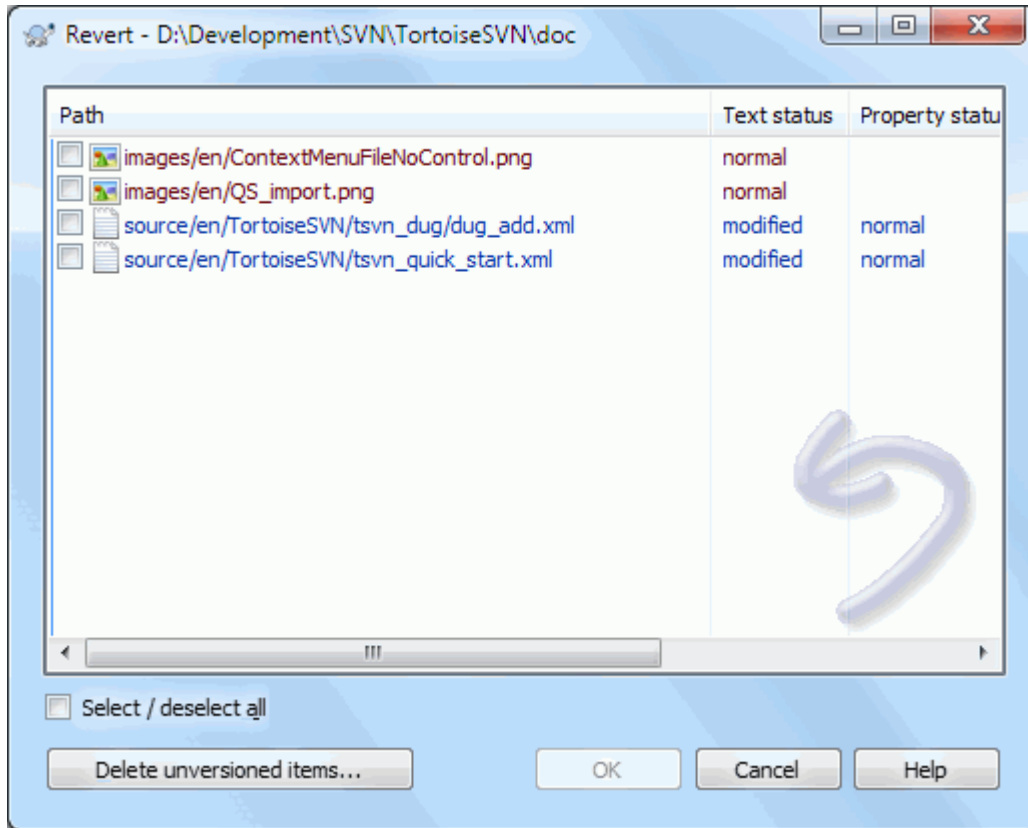 Revert - D:\Development\SVN\TortoiseSVN\doc
Path Text status Property statu
images/en/ContextMenuFileNoControl.png normal
images/en/QS_import.png normal
source/en/TortoiseSVN/tsvn_dug/dug_add.xml modified normal
source/en/TortoiseSVN/tsvn_quick_start.xml modified normal
Select / deselect all
Delete unversioned items... OK Cancel Help